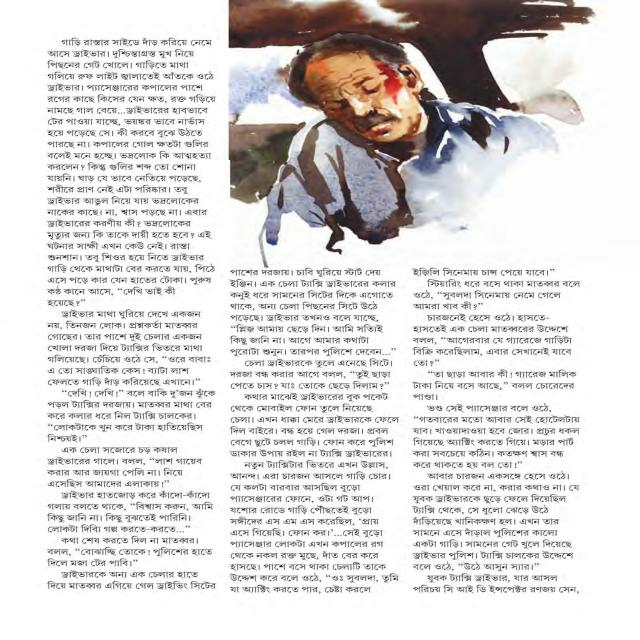 গাড়ি রাস্তার সাইডে দাঁড় করিয়ে নেমে
আসে ড্রাইভার। দুশ্চিন্তাগ্রস্ত মুখ নিয়ে
পিছনের গেট খোলে। গাড়িতে মাথা
গলিয়ে রুফ লাইট জ্বালাতেই আঁতকে ওঠে
ড্রাইভার। প্যাসেঞ্জারের কপালের পাশে
রগের কাছে কিসের যেন ক্ষত, রক্ত গড়িয়ে
নামছে গাল বেয়ে...ড্রাইভারের হাবভাবে
টের পাওয়া যাচ্ছে, ভয়ঙ্কর ভাবে নার্ভাস
হয়ে পড়েছে সে। কী করবে বুঝে উঠতে
পারছে না। কপালের গোল ক্ষতটা গুলির
বলেই মনে হচ্ছে। ভদ্রলোক কি আত্মহত্যা
করলেন? কিন্তু গুলির শব্দ তো শোনা
যায়নি। ঘাড় যে ভাবে নেতিয়ে পড়েছে,
শরীরে প্রাণ নেই এটা পরিষ্কার। তবু
ড্রাইভার আঙুল নিয়ে যায় ভদ্রলোকের
নাকের কাছে। না, শ্বাস পড়ছে না। এবার
ড্রাইভারের করণীয় কী? ভদ্রলোকের
মৃত্যুর জন্য কি তাকে দায়ী হতে হবে? এই
ঘটনার সাক্ষী এখন কেউ নেই। রাস্তা
শুনশান। তবু শিওর হয়ে নিতে ড্রাইভার
গাড়ি থেকে মাথাটা বের করতে যায়, পিঠে
এসে পড়ে কার যেন হাতের টোকা। পুরুষ
কণ্ঠ কানে আসে, “দেখি ভাই কী
হয়েছে?”
ড্রাইভার মাথা ঘুরিয়ে দেখে একজন
নয়, তিনজন লোক। প্রশ্নকর্তা মাতব্বর
গোছের। তার পাশে দুই চেলার একজন
খোলা দরজা দিয়ে ট্যাক্সির ভিতরে মাথা
গলিয়েছে। চেঁচিয়ে ওঠে সে, “ওরে বাবাঃ
এ তো সাঙ্ঘাতিক কেস! ব্যাটা লাশ
ফেলতে গাড়ি দাঁড় করিয়েছে এখানে।”
“দেখি! দেখি!” বলে বাকি দু’জন ঝুঁকে
পড়ল ট্যাক্সির দরজায়। মাতব্বর মাথা বের
করে কলার ধরে নিল ট্যাক্সি চালকের।
“লোকটাকে খুন করে টাকা হাতিয়েছিস
নিশ্চয়ই।”
এক চেলা সজোরে চড় কষাল
ড্রাইভারের গালে। বলল, “লাশ গায়েব
করার আর জায়গা পেলি না। নিয়ে
এসেছিস আমাদের এলাকায়!”
ড্রাইভার হাতজোড় করে কাঁদো-কাঁদো
গলায় বলতে থাকে, “বিশ্বাস করুন, আমি
কিছু জানি না। কিছু বুঝতেই পারিনি।
লোকটা দিব্যি গল্প করতে-করতে...”
কথা শেষ করতে দিল না মাতব্বর।
বলল, “বোঝাচ্ছি তোকে! পুলিশের হাতে
দিলে মজা টের পাবি।”
ড্রাইভারকে অন্য এক চেলার হাতে
দিয়ে মাতব্বর এগিয়ে গেল ড্রাইভিং সিটের
পাশের দরজায়। চাবি ঘুরিয়ে স্টার্ট দেয়
ইঞ্জিন। এক চেলা ট্যাক্সি ড্রাইভারের কলার
কনুই ধরে সামনের সিটের দিকে এগোতে
থাকে, অন্য চেলা পিছনের সিটে উঠে
পড়েছে। ড্রাইভার তখনও বলে যাচ্ছে,
“প্লিজ় আমায় ছেড়ে দিন। আমি সত্যিই
কিছু জানি না। আগে আমার কথাটা
পুরোটা শুনুন। তারপর পুলিশে দেবেন...”
চেলা ড্রাইভারকে তুলে এনেছে সিটে।
দরজা বন্ধ করার আগে বলল, “তুই ছাড়া
পেতে চাস? যাঃ তোকে ছেড়ে দিলাম?”
কথার মাঝেই ড্রাইভারের বুক পকেট
থেকে মোবাইল ফোন তুলে নিয়েছে
চেলা। এখন ধাক্কা মেরে ড্রাইভারকে ফেলে
দিল বাইরে। বন্ধ হয়ে গেল দরজা। প্রবল
বেগে ছুটে চলল গাড়ি। ফোন করে পুলিশ
ডাকার উপায় রইল না ট্যাক্সি ড্রাইভারের।
নতুন ট্যাক্সিটার ভিতরে এখন উল্লাস,
আনন্দ। এরা চারজন আসলে গাড়ি চোর।
যে কলটা বারবার আসছিল বুড়ো
প্যাসেঞ্জারের ফোনে, ওটা গট আপ।
যশোর রোডে গাড়ি পৌঁছতেই বুড়ো
সঙ্গীদের এস এম এস করেছিল, ‘প্রায়
এসে গিয়েছি। ফোন কর।’...সেই বুড়ো
প্যাসেঞ্জার লোকটা এখন কপালের রগ
থেকে নকল রক্ত মুছে, দাঁত বের করে
হাসছে। পাশে বসে থাকা চেলাটি তাকে
উদ্দেশ করে বলে ওঠে, “ওঃ সুবলদা, তুমি
যা অ্যাক্টিং করতে পার, চেষ্টা করলে
ইজ়িলি সিনেমায় চান্স পেয়ে যাবে।”
স্টিয়ারিং ধরে বসে থাকা মাতব্বর বলে
ওঠে, “সুবলদা সিনেমায় নেমে গেলে
আমরা খাব কী?”
চারজনেই হেসে ওঠে। হাসতে-
হাসতেই এক চেলা মাতব্বরের উদ্দেশে
বলল, “আগেরবার যে গ্যারেজে গাড়িটা
বিক্রি করেছিলাম, এবার সেখানেই যাবে
তো?”
“তা ছাড়া আবার কী! গ্যারেজ মালিক
টাকা নিয়ে বসে আছে,” বলল চোরেদের
পাণ্ডা।
ভণ্ড সেই প্যাসেঞ্জার বলে ওঠে,
“গতবারের মতো আবার সেই হোটেলটায়
যাব। খাওয়াদাওয়া হবে জোর। প্রচুর ধকল
গিয়েছে অ্যাক্টিং করতে গিয়ে। মড়ার পার্ট
করা সবচেয়ে কঠিন। কতক্ষণ শ্বাস বন্ধ
করে থাকতে হয় বল তো!”
আবার চারজন একসঙ্গে হেসে ওঠে।
ওরা খেয়াল করে না, করার কথাও না। যে
যুবক ড্রাইভারকে ছুড়ে ফেলে দিয়েছিল
ট্যাক্সি থেকে, সে ধুলো ঝেড়ে উঠে
দাঁড়িয়েছে খানিকক্ষণ হল। এখন তার
সামনে এসে দাঁড়াল পুলিশের কালো
একটা গাড়ি। সামনের গেট খুলে দিয়েছে
ড্রাইভার পুলিশ। ট্যাক্সি চালকের উদ্দেশে
বলে ওঠে, “উঠে আসুন স্যার।”
যুবক ট্যাক্সি ড্রাইভার, যার আসল
পরিচয় সি আই ডি ইন্সপেক্টর রণজয় সেন,